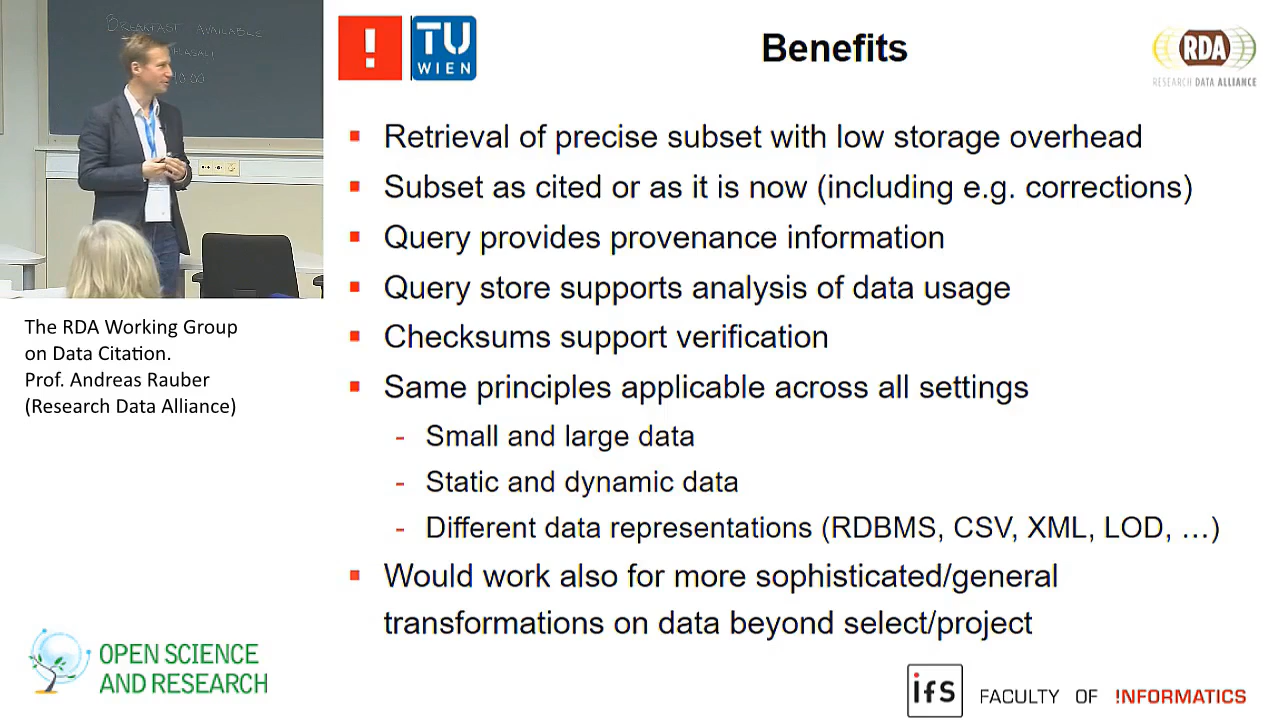 BREAKFAST AVAILABLE
10:00
!
TU
WIEN
Benefits
RDA
RESEARCH DATA ALLIANCE
Retrieval of precise subset with low storage overhead
Subset as cited or as it is now (including e.g. corrections)
Query provides provenance information
Query store supports analysis of data usage
Checksums support verification
Same principles applicable across all settings
- Small and large data
- Static and dynamic data
- Different data representations (RDBMS, CSV, XML, LOD, …)
Would work also for more sophisticated/general
transformations on data beyond select/project
The RDA Working Group
on Data Citation.
Prof. Andreas Rauber
(Research Data Alliance)
OPEN SCIENCE
AND RESEARCH
ifs
FACULTY OF !NFORMATICS